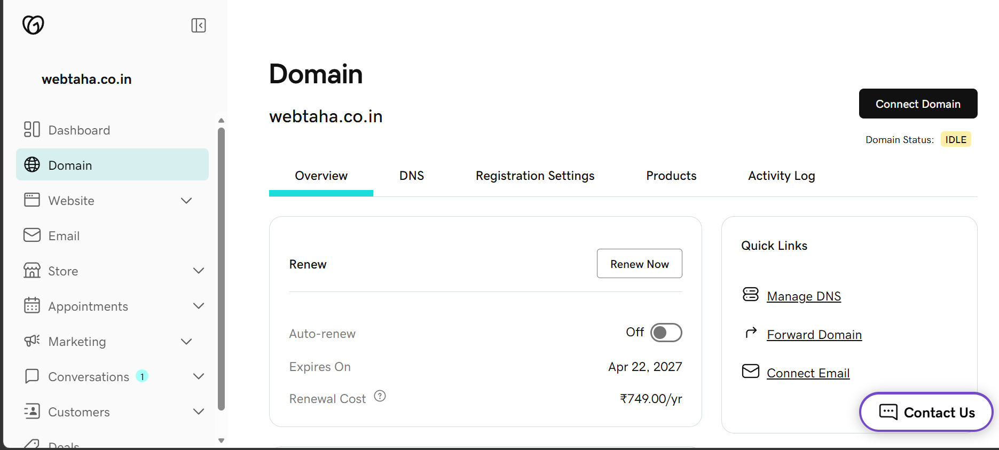 webtaha.co.in
Dashboard
Domain
Website
Email
Store
Appointments
Marketing
Conversations 1
Customers
Deals
Domain
webtaha.co.in
Connect Domain
Domain Status: IDLE
Overview DNS Registration Settings Products Activity Log
Renew Renew Now
Auto-renew Off
Expires On Apr 22, 2027
Renewal Cost ? ₹749.00/yr
Quick Links
Manage DNS
Forward Domain
Connect Email
Contact Us